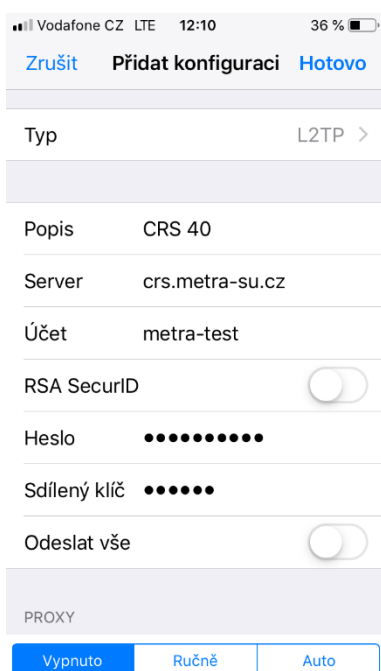 Vodafone CZ LTE 12:10 36 %
Zrušit Přidat konfiguraci Hotovo
Typ L2TP
Popis CRS 40
Server crs.metra-su.cz
Účet metra-test
RSA SecurID
Heslo ●●●●●●●●●●
Sdílený klíč ●●●●●●
Odeslat vše
PROXY
Vypnuto Ručně Auto